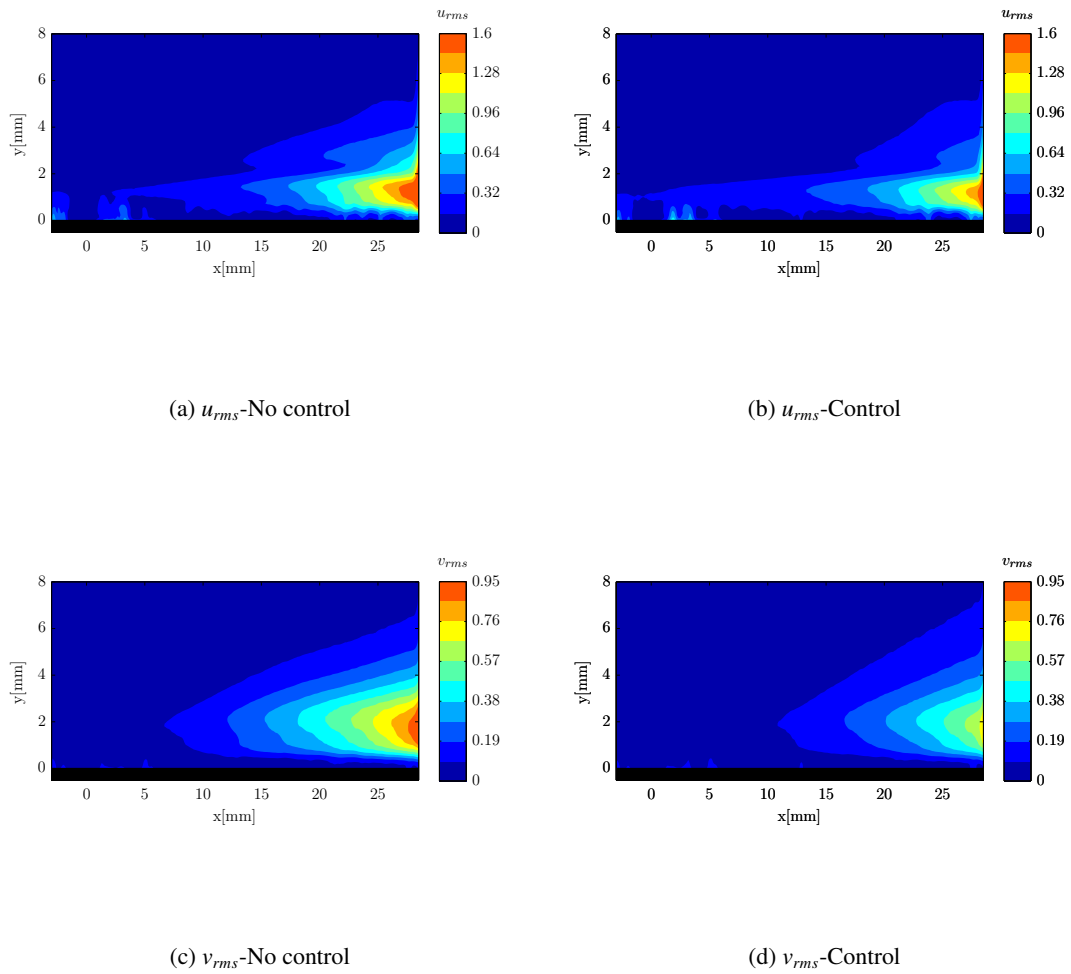 u_rms
8
1.6
6
1.28
y[mm]
4
0.96
0.64
2
0.32
0
0
0 5 10 15 20 25
x[mm]
(a) u_rms-No control
u_rms
8
1.6
6
1.28
y[mm]
4
0.96
0.64
2
0.32
0
0
0 5 10 15 20 25
x[mm]
(b) u_rms-Control
v_rms
8
0.95
6
0.76
y[mm]
4
0.57
0.38
2
0.19
0
0
0 5 10 15 20 25
x[mm]
(c) v_rms-No control
v_rms
8
0.95
6
0.76
y[mm]
4
0.57
0.38
2
0.19
0
0
0 5 10 15 20 25
x[mm]
(d) v_rms-Control